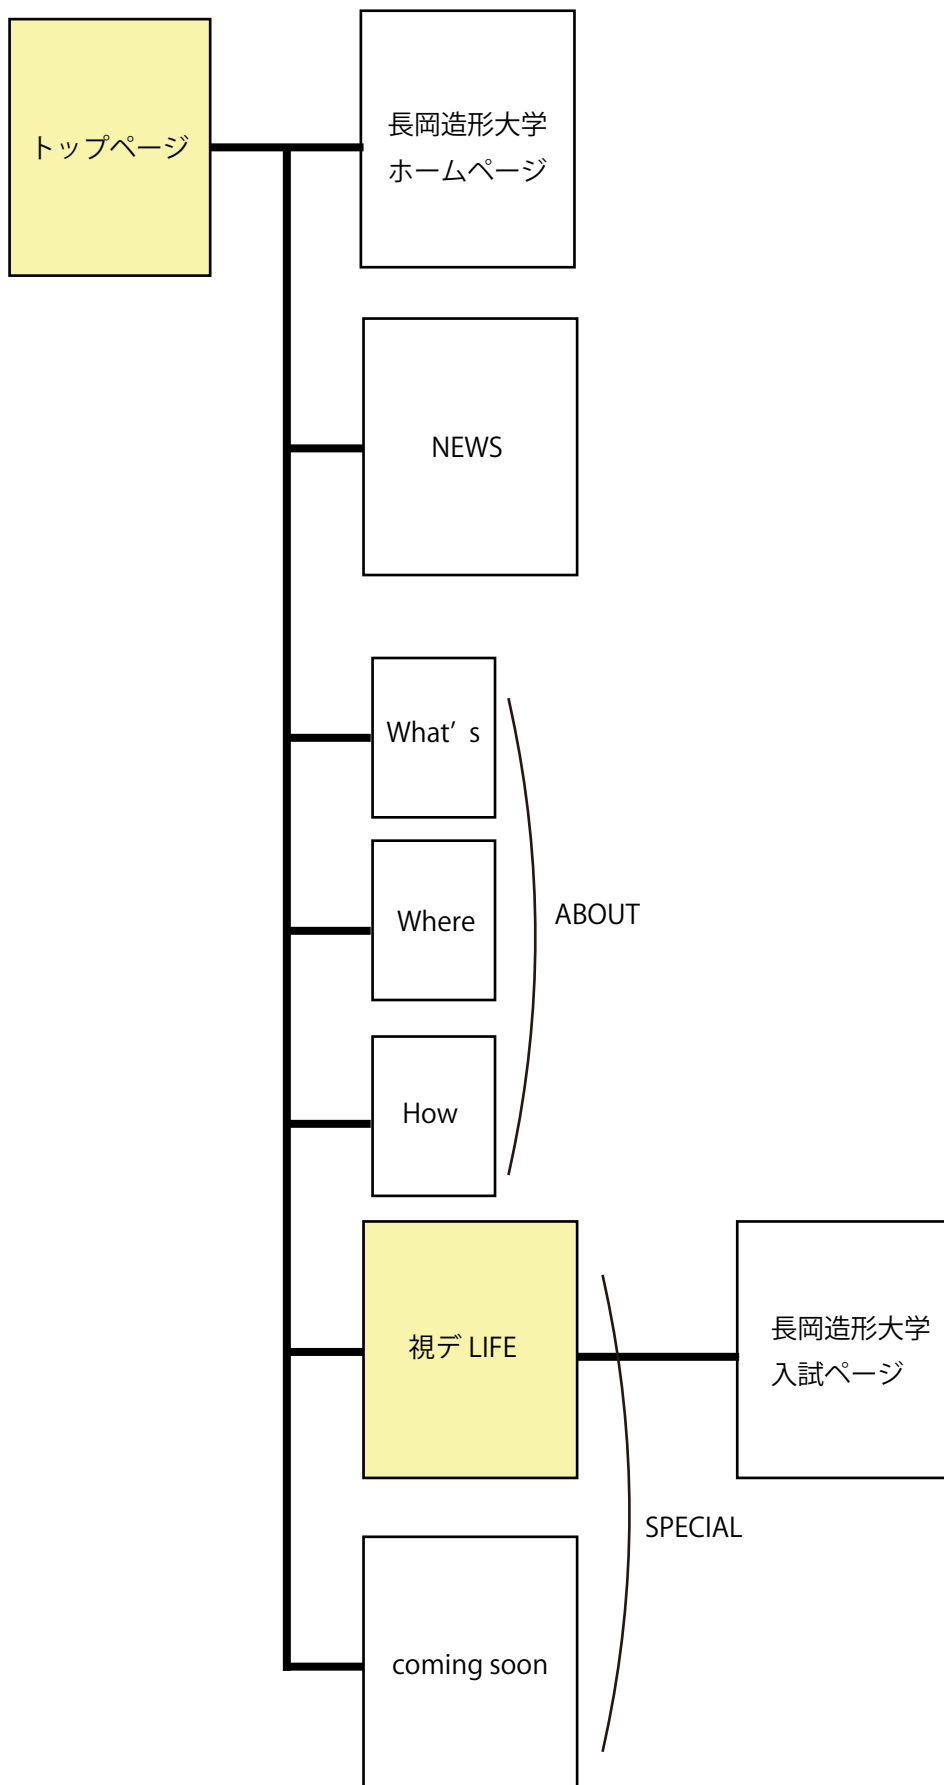 トップページ
長岡造形大学
ホームページ
NEWS
What’s
Where
ABOUT
How
視デ LIFE
長岡造形大学
入試ページ
SPECIAL
coming soon